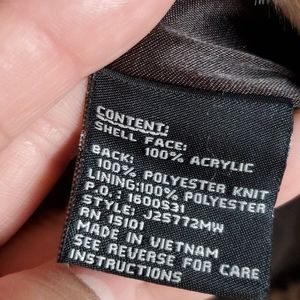 CONTENT:
SHELL FACE:
100% ACRYLIC
BACK:
100% POLYESTER KNIT
LINING:100% POLYESTER
P.O.: 1600931
STYLE: J25772MW
RN 15101
MADE IN VIETNAM
SEE REVERSE FOR CARE
INSTRUCTIONS